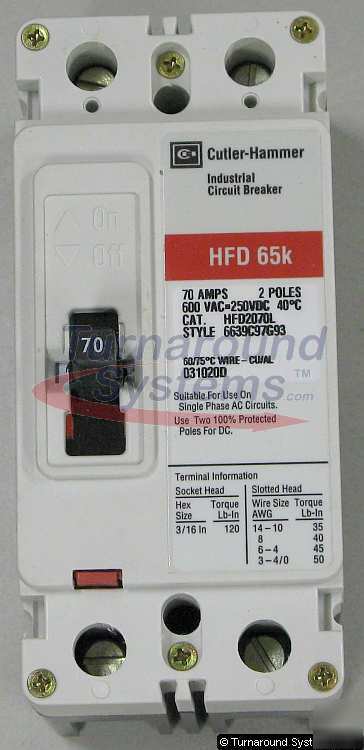 Cutler-Hammer
Industrial
Circuit Breaker
HFD 65k
On
Off
70
70 AMPS 2 POLES
600 VAC=250VDC 40°C
CAT. HFD2070L
STYLE 6639C97G93
60/75°C WIRE-CU/AL
031020D
Turnaround
Systems.com ™
Suitable For Use On
Single Phase AC Circuits.
Use Two 100% Protected
Poles For DC.
Terminal Information
Socket Head Slotted Head
Hex Torque Wire Size Torque
Size Lb-In AWG Lb-In
3/16 In 120 14-10 35
8 40
6-4 45
3-4/0 50
© Turnaround Syst